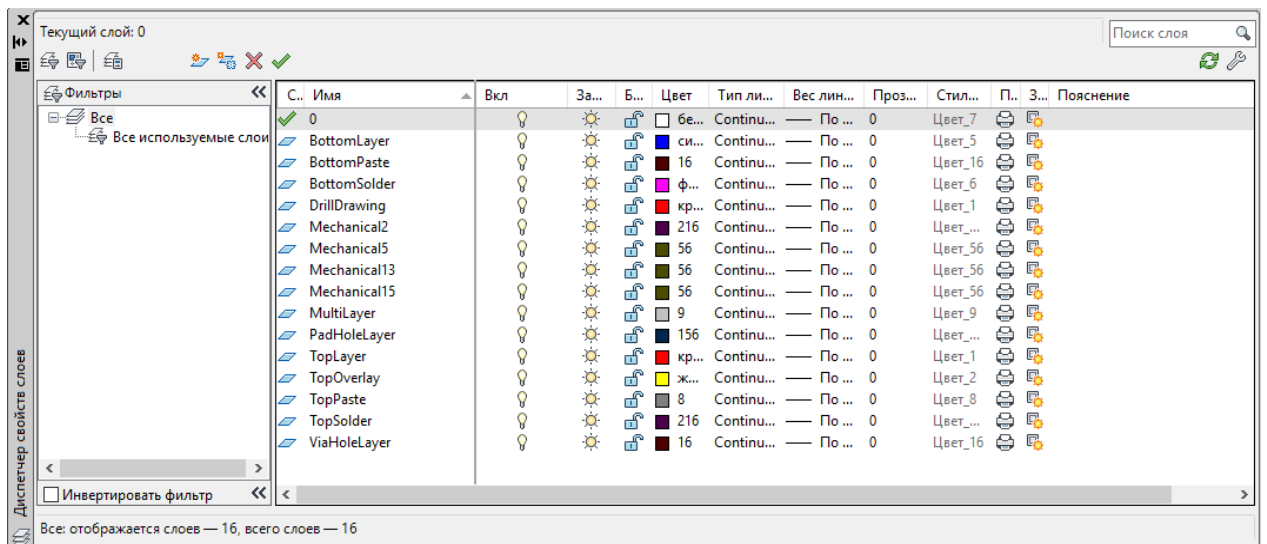 Текущий слой: 0
Поиск слоя
Фильтры
Все
Все используемые слои
С.. Имя Вкл За... Б... Цвет Тип ли... Вес лин... Проз... Стил... П.. З... Пояснение
0 бе... Continu... По ... 0 Цвет_7
BottomLayer си... Continu... По ... 0 Цвет_5
BottomPaste 16 Continu... По ... 0 Цвет_16
BottomSolder ф... Continu... По ... 0 Цвет_6
DrillDrawing кр... Continu... По ... 0 Цвет_1
Mechanical2 216 Continu... По ... 0 Цвет_...
Mechanical5 56 Continu... По ... 0 Цвет_56
Mechanical13 56 Continu... По ... 0 Цвет_56
Mechanical15 56 Continu... По ... 0 Цвет_56
MultiLayer 9 Continu... По ... 0 Цвет_9
PadHoleLayer 156 Continu... По ... 0 Цвет_...
TopLayer кр... Continu... По ... 0 Цвет_1
TopOverlay ж... Continu... По ... 0 Цвет_2
TopPaste 8 Continu... По ... 0 Цвет_8
TopSolder 216 Continu... По ... 0 Цвет_...
ViaHoleLayer 16 Continu... По ... 0 Цвет_16
Инвертировать фильтр
Все: отображается слоев — 16, всего слоев — 16
Диспетчер свойств слоев